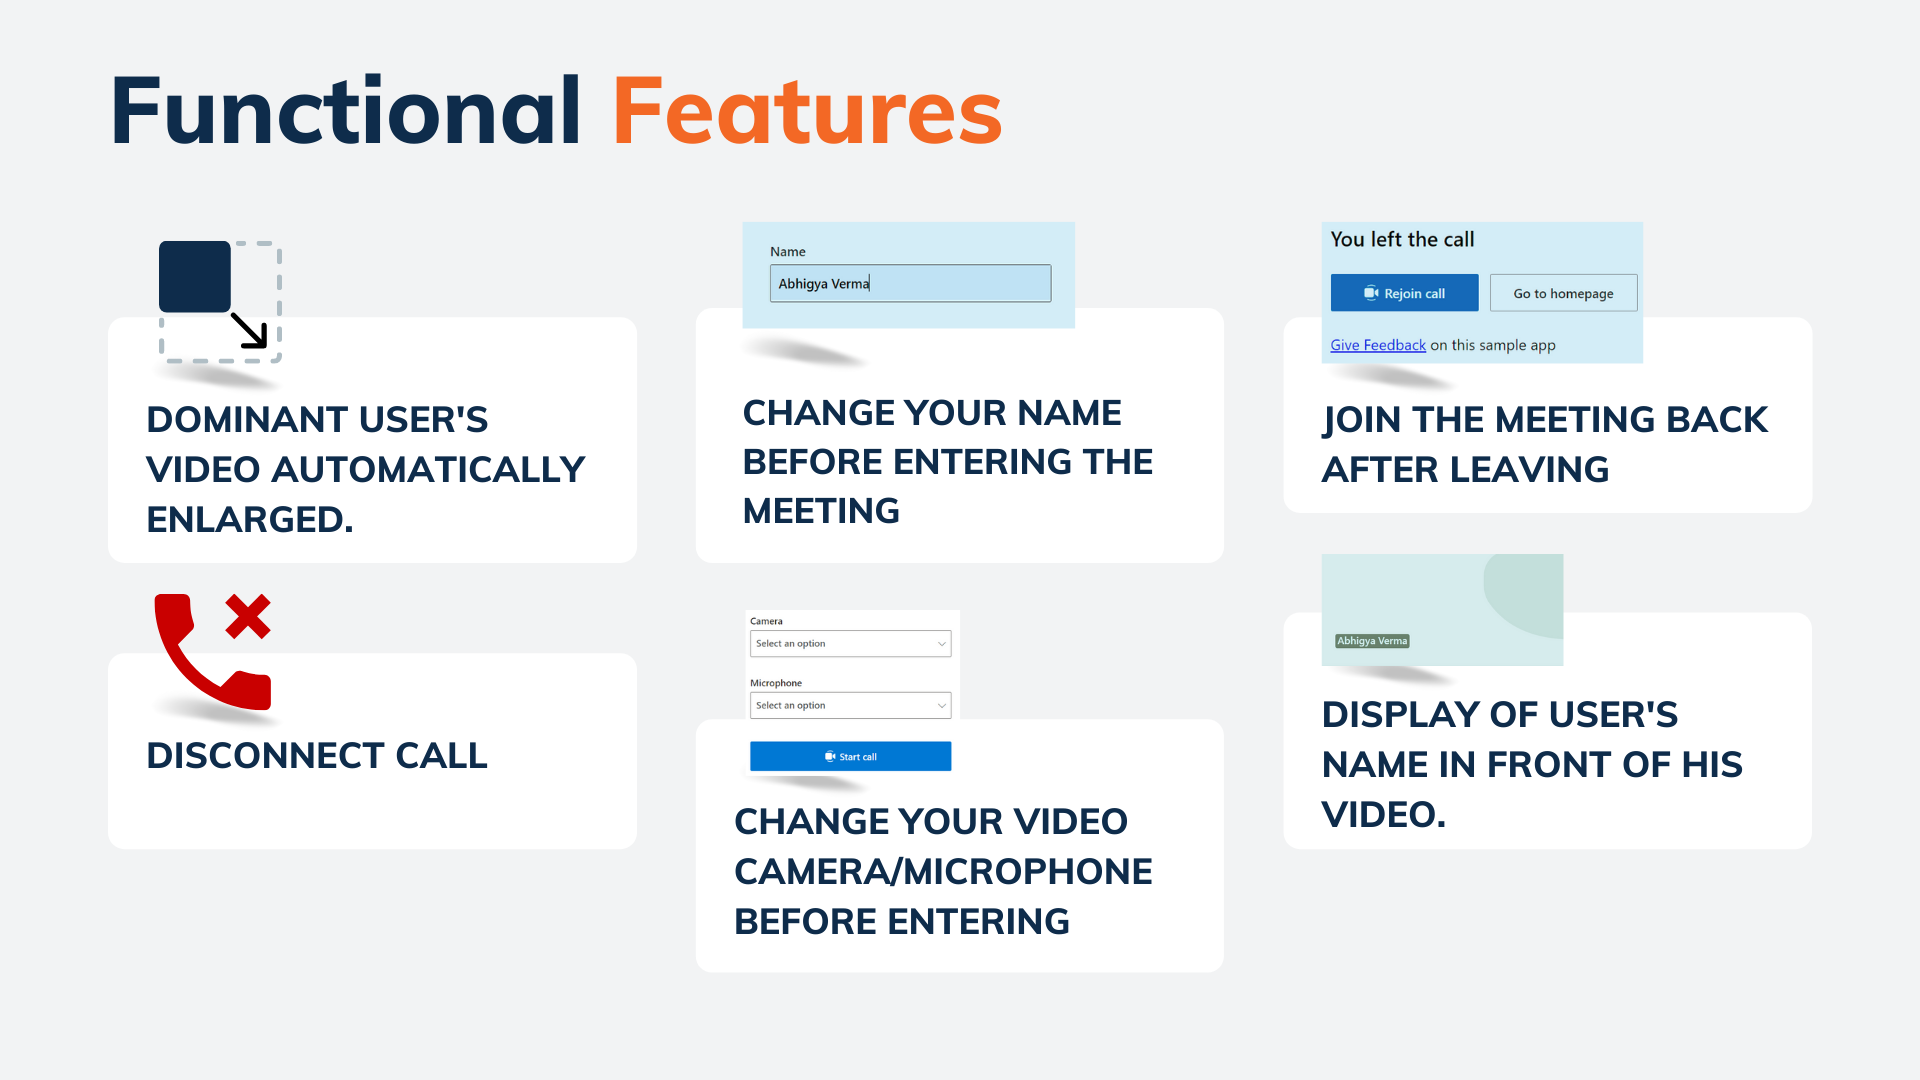 Functional Features
DOMINANT USER'S
VIDEO AUTOMATICALLY
ENLARGED.
Name
Abhigya Verma
CHANGE YOUR NAME
BEFORE ENTERING THE
MEETING
You left the call
Rejoin call
Go to homepage
Give Feedback on this sample app
JOIN THE MEETING BACK
AFTER LEAVING
DISCONNECT CALL
Camera
Select an option
Microphone
Select an option
Start call
CHANGE YOUR VIDEO
CAMERA/MICROPHONE
BEFORE ENTERING
Abhigya Verma
DISPLAY OF USER'S
NAME IN FRONT OF HIS
VIDEO.